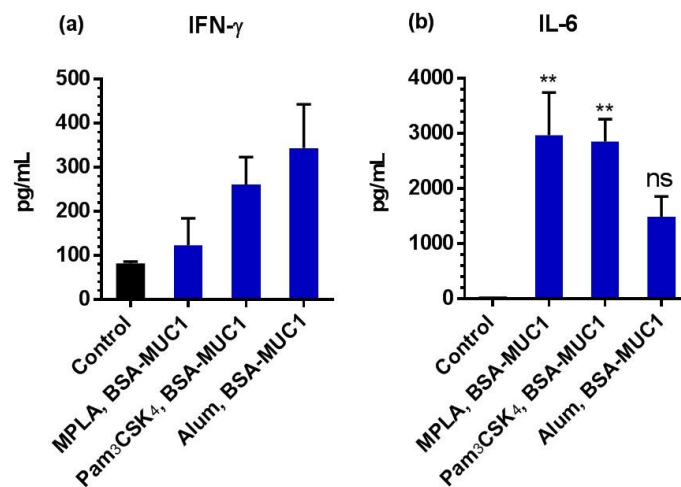 (a) IFN-γ
pg/mL
500
400
300
200
100
0
Control
MPLA, BSA-MUC1
Pam3CSK4, BSA-MUC1
Alum, BSA-MUC1
(b) IL-6
pg/mL
4000
3000
2000
1000
0
**
**
ns
Control
MPLA, BSA-MUC1
Pam3CSK4, BSA-MUC1
Alum, BSA-MUC1